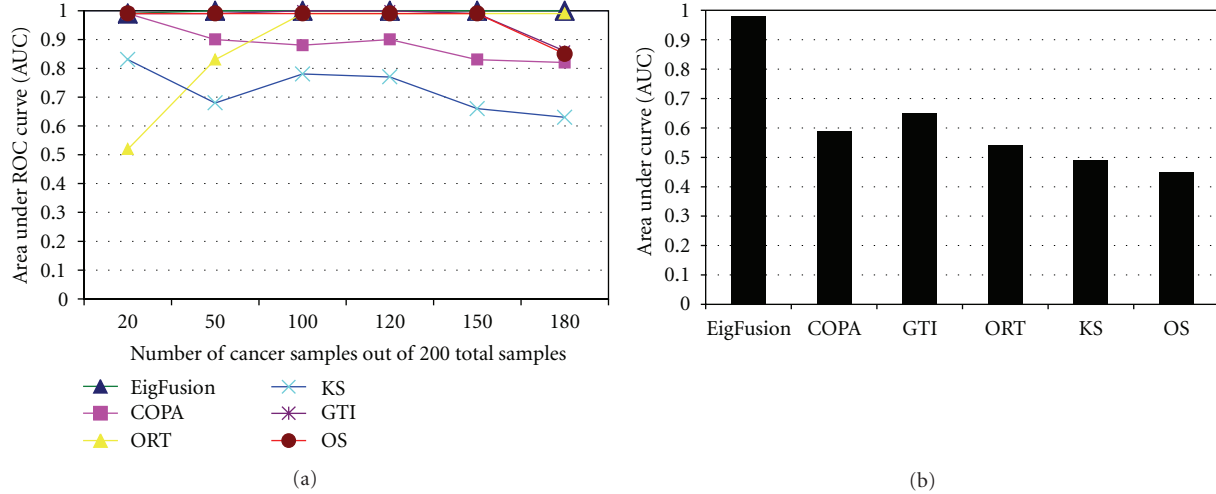 1
0.9
0.8
0.7
0.6
0.5
0.4
0.3
0.2
0.1
0
Area under ROC curve (AUC)
20 50 100 120 150 180
Number of cancer samples out of 200 total samples
EigFusion KS
COPA GTI
ORT OS
(a)
1
0.9
0.8
0.7
0.6
0.5
0.4
0.3
0.2
0.1
0
Area under curve (AUC)
EigFusion COPA GTI ORT KS OS
(b)